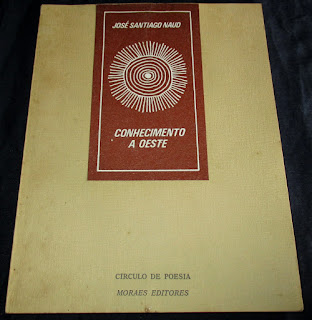 JOSÉ SANTIAGO NAUD
CONHECIMENTO
A OESTE
CÍRCULO DE POESIA
MORAES EDITORES